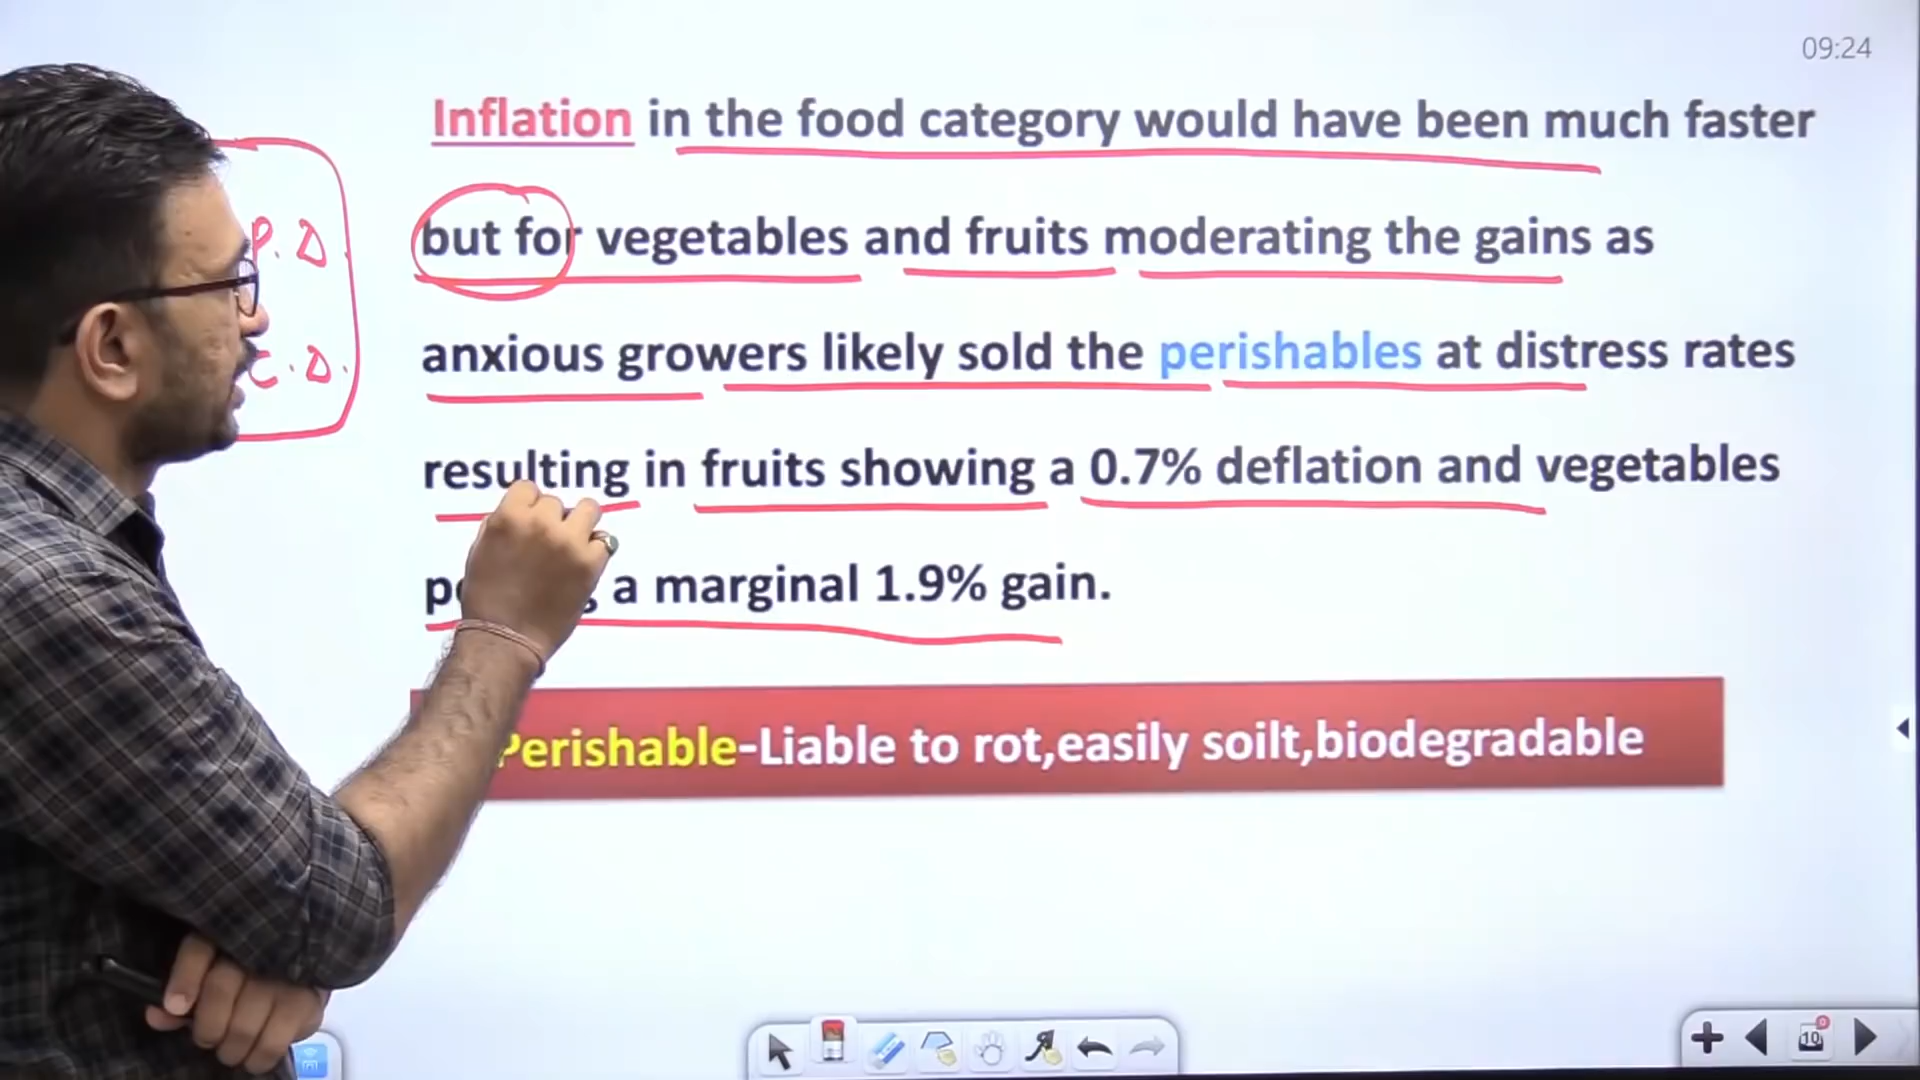 09:24
Inflation in the food category would have been much faster
but for vegetables and fruits moderating the gains as
P.D.
anxious growers likely sold the perishables at distress rates
C.D.
resulting in fruits showing a 0.7% deflation and vegetables
a marginal 1.9% gain.
Perishable-Liable to rot,easily soilt,biodegradable
10